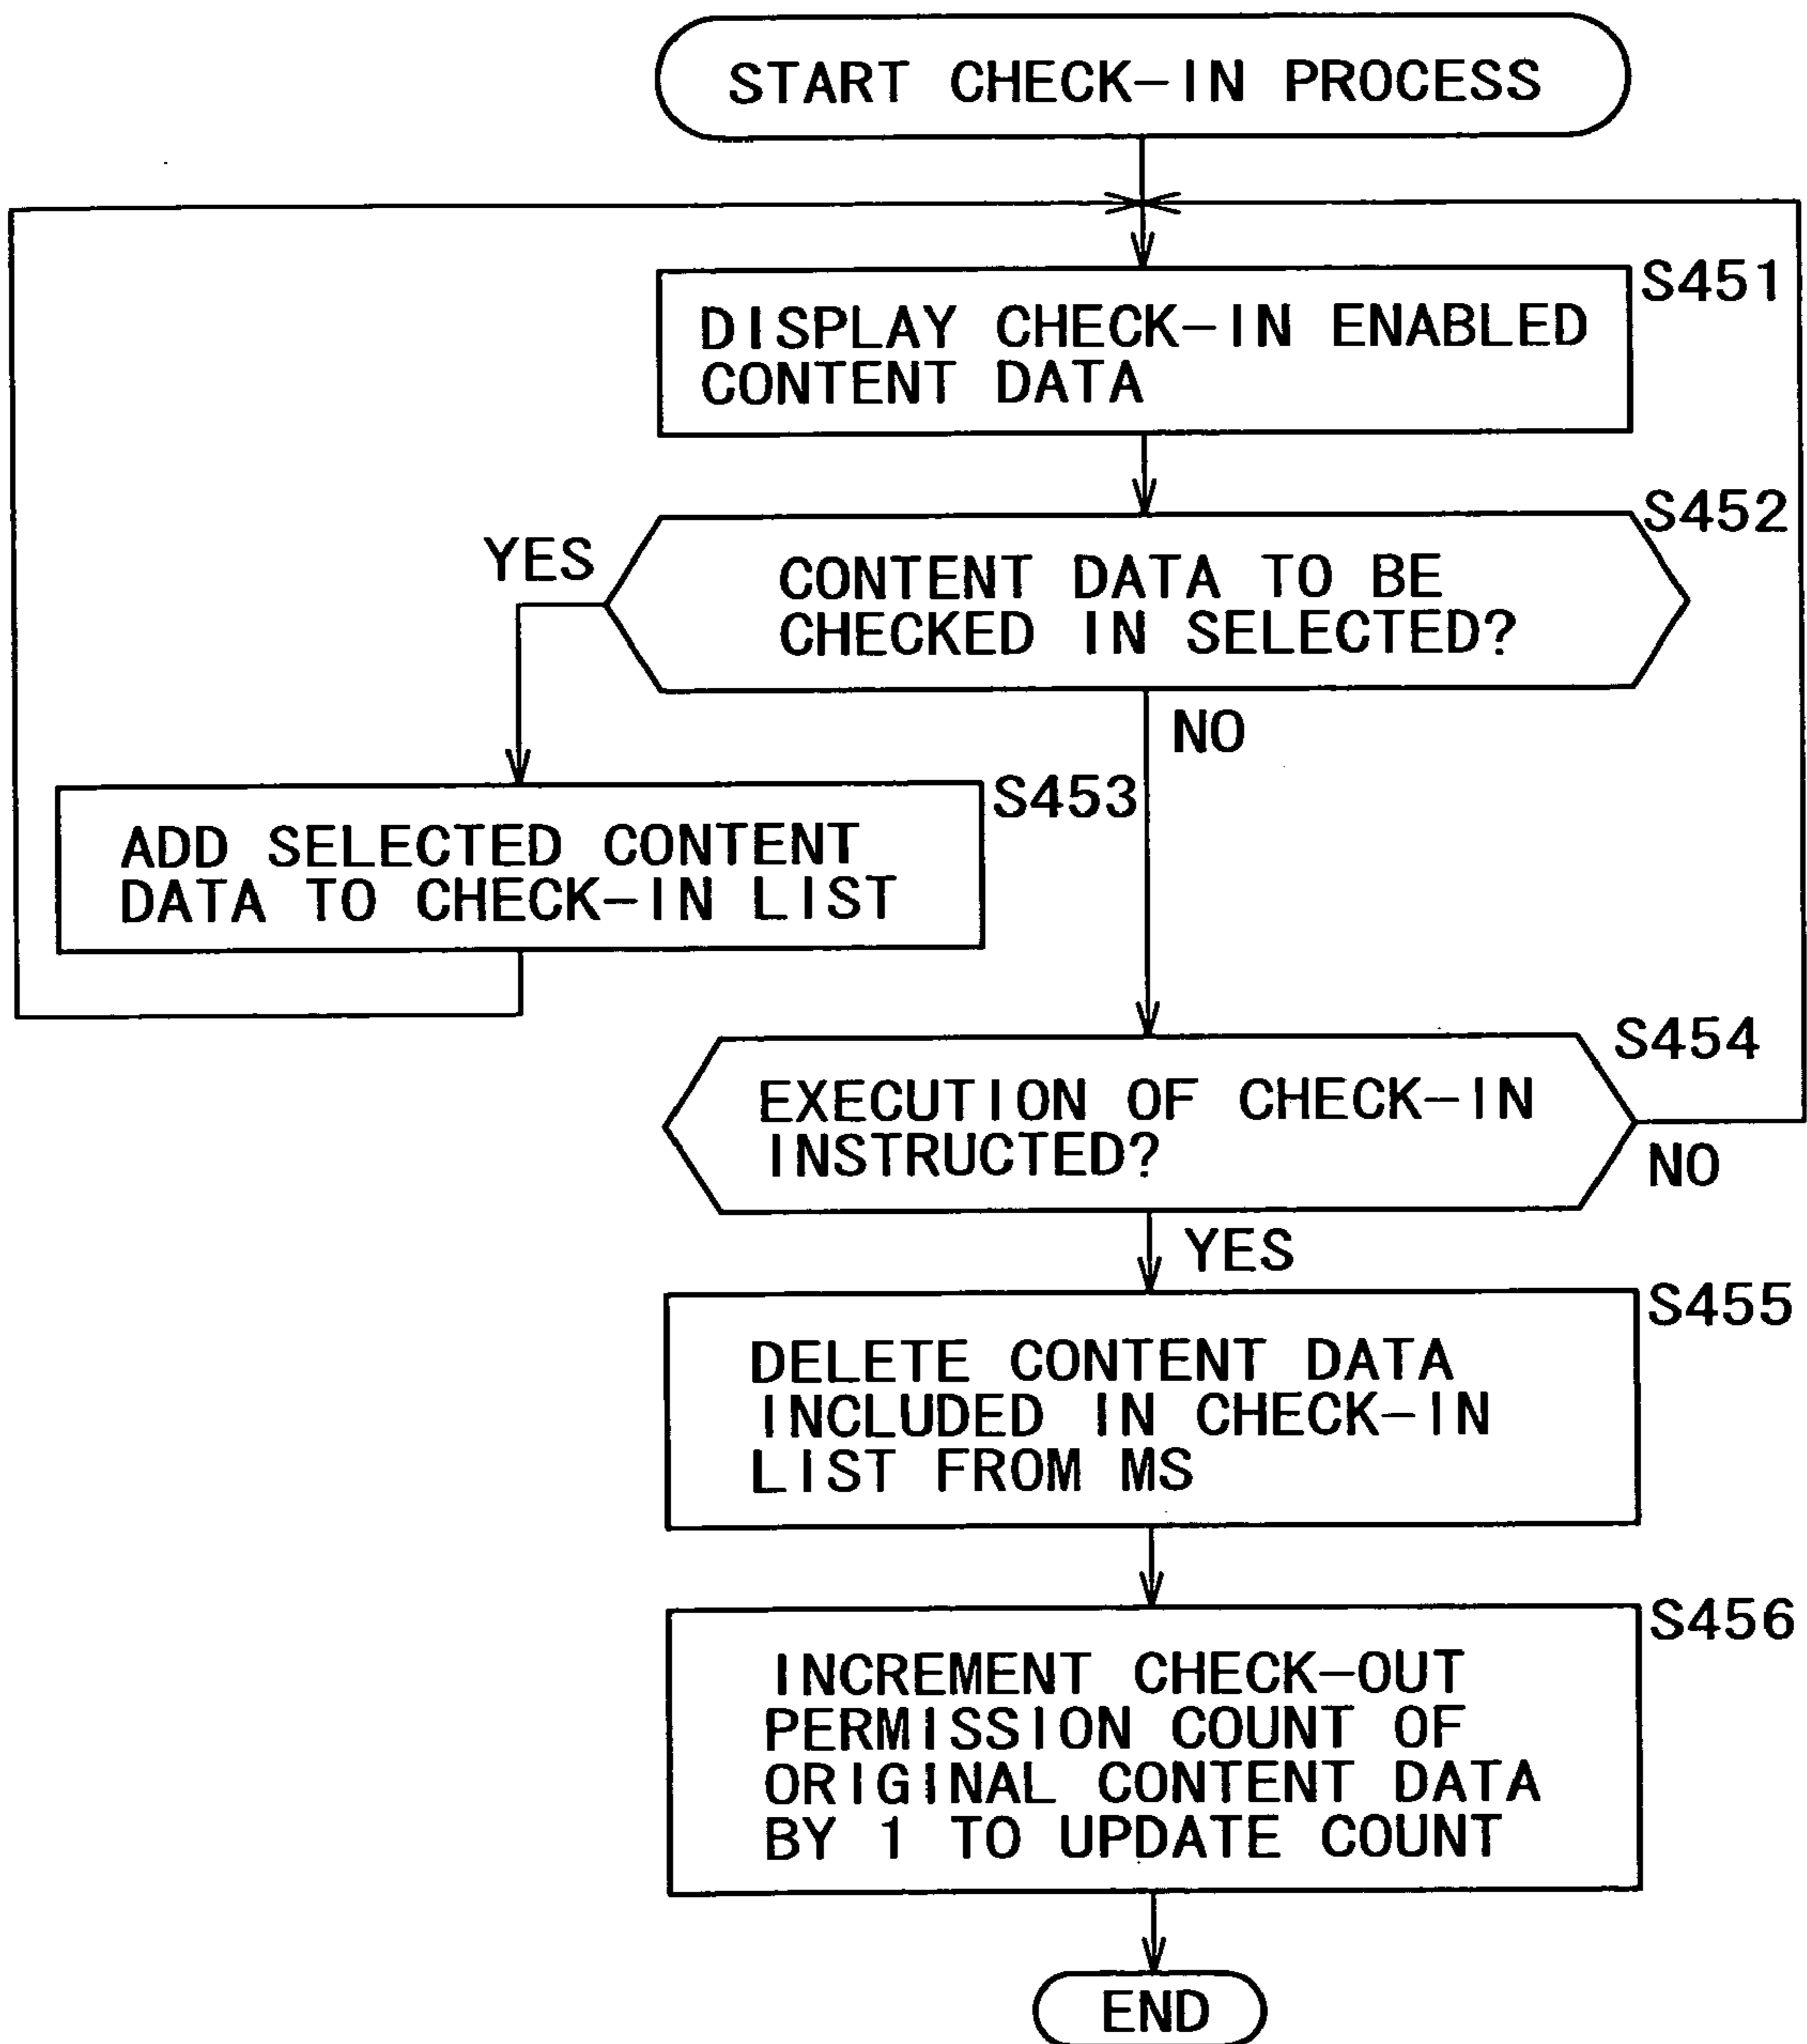 START CHECK-IN PROCESS
S451
DISPLAY CHECK-IN ENABLED
CONTENT DATA
S452
YES
CONTENT DATA TO BE
CHECKED IN SELECTED?
NO
S453
ADD SELECTED CONTENT
DATA TO CHECK-IN LIST
S454
EXECUTION OF CHECK-IN
INSTRUCTED?
NO
YES
S455
DELETE CONTENT DATA
INCLUDED IN CHECK-IN
LIST FROM MS
S456
INCREMENT CHECK-OUT
PERMISSION COUNT OF
ORIGINAL CONTENT DATA
BY 1 TO UPDATE COUNT
END